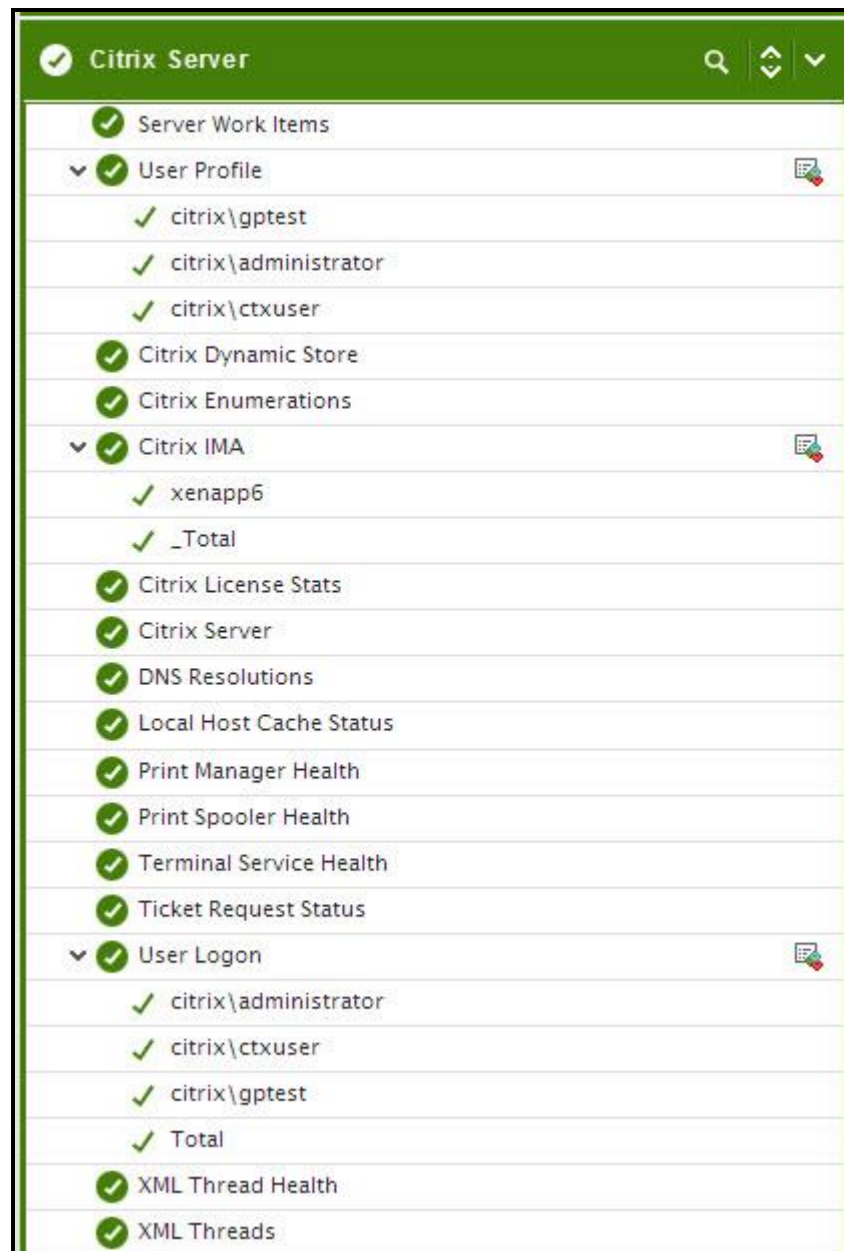 Citrix Server
Server Work Items
User Profile
citrix\gptest
citrix\administrator
citrix\ctxuser
Citrix Dynamic Store
Citrix Enumerations
Citrix IMA
xenapp6
_Total
Citrix License Stats
Citrix Server
DNS Resolutions
Local Host Cache Status
Print Manager Health
Print Spooler Health
Terminal Service Health
Ticket Request Status
User Logon
citrix\administrator
citrix\ctxuser
citrix\gptest
Total
XML Thread Health
XML Threads